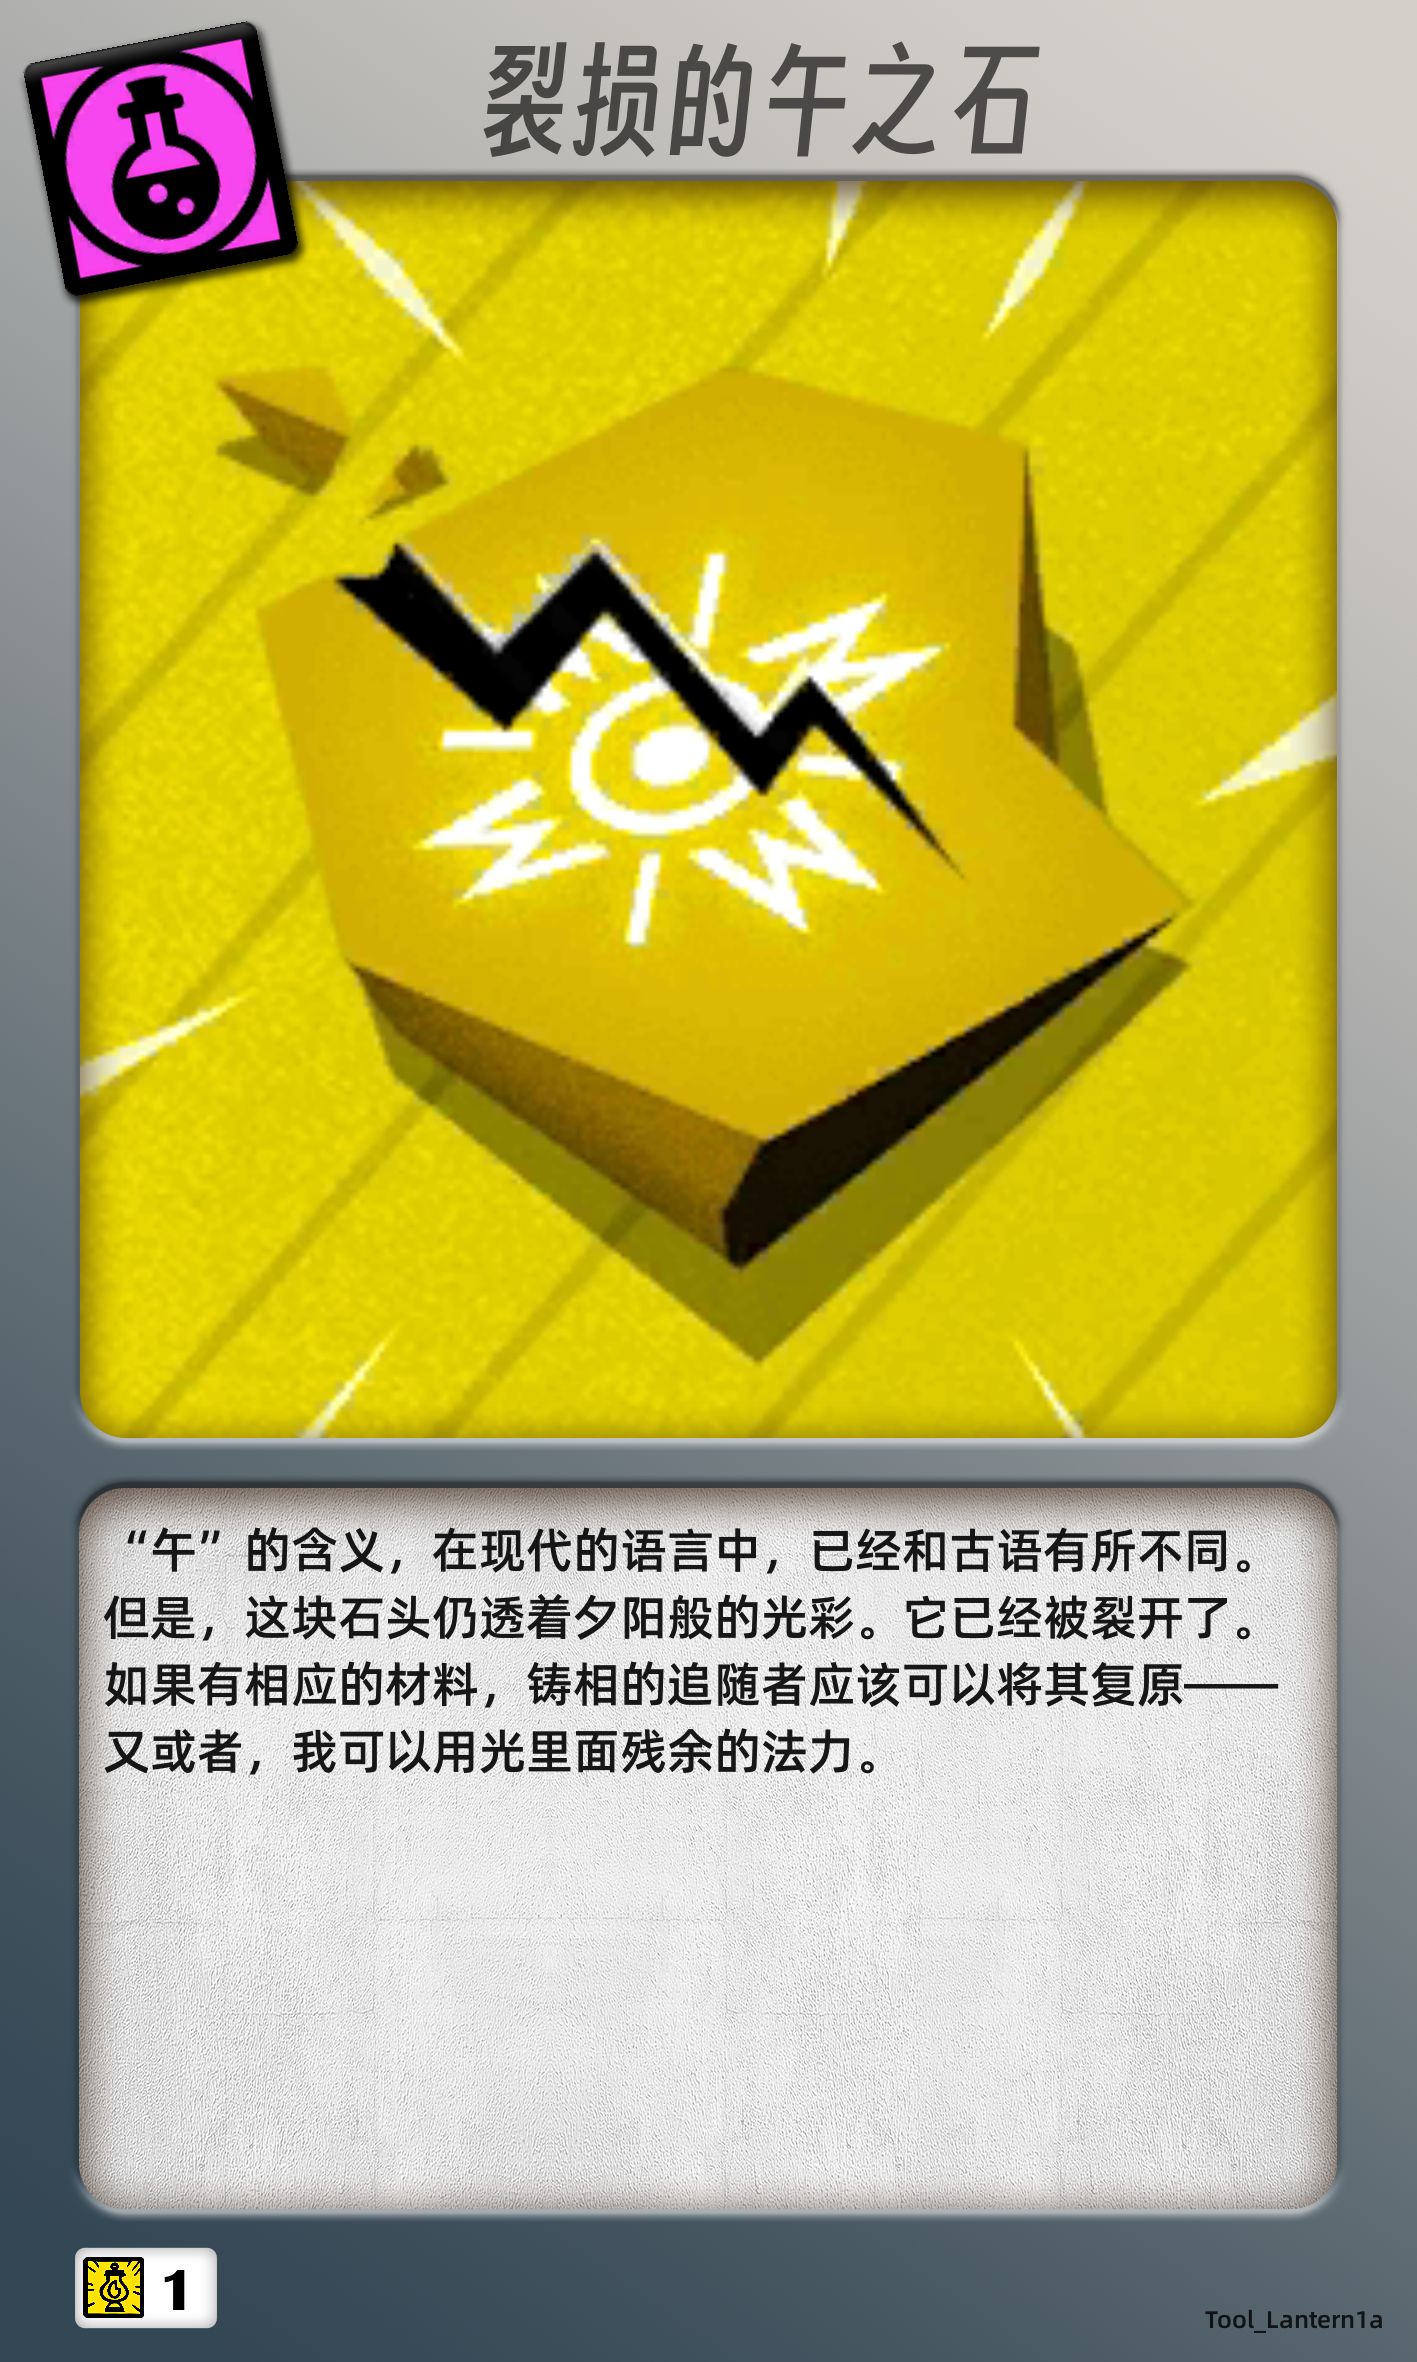 裂损的午之石
“午”的含义，在现代的语言中，已经和古语有所不同。
但是，这块石头仍透着夕阳般的光彩。它已经被裂开了。
如果有相应的材料，铸相的追随者应该可以将其复原——
又或者，我可以用光里面残余的法力。
1
Tool_Lantern1a